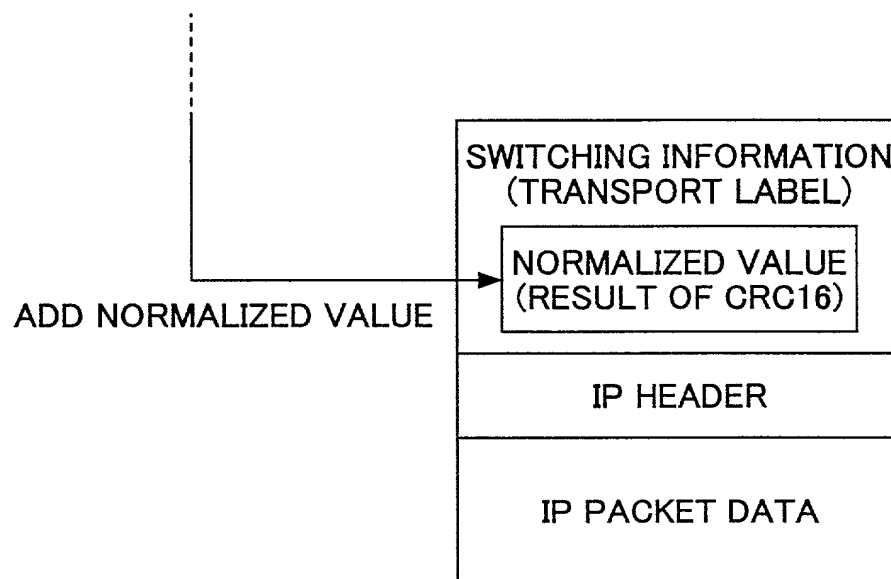 SWITCHING INFORMATION
(TRANSPORT LABEL)
NORMALIZED VALUE
(RESULT OF CRC16)
ADD NORMALIZED VALUE
IP HEADER
IP PACKET DATA